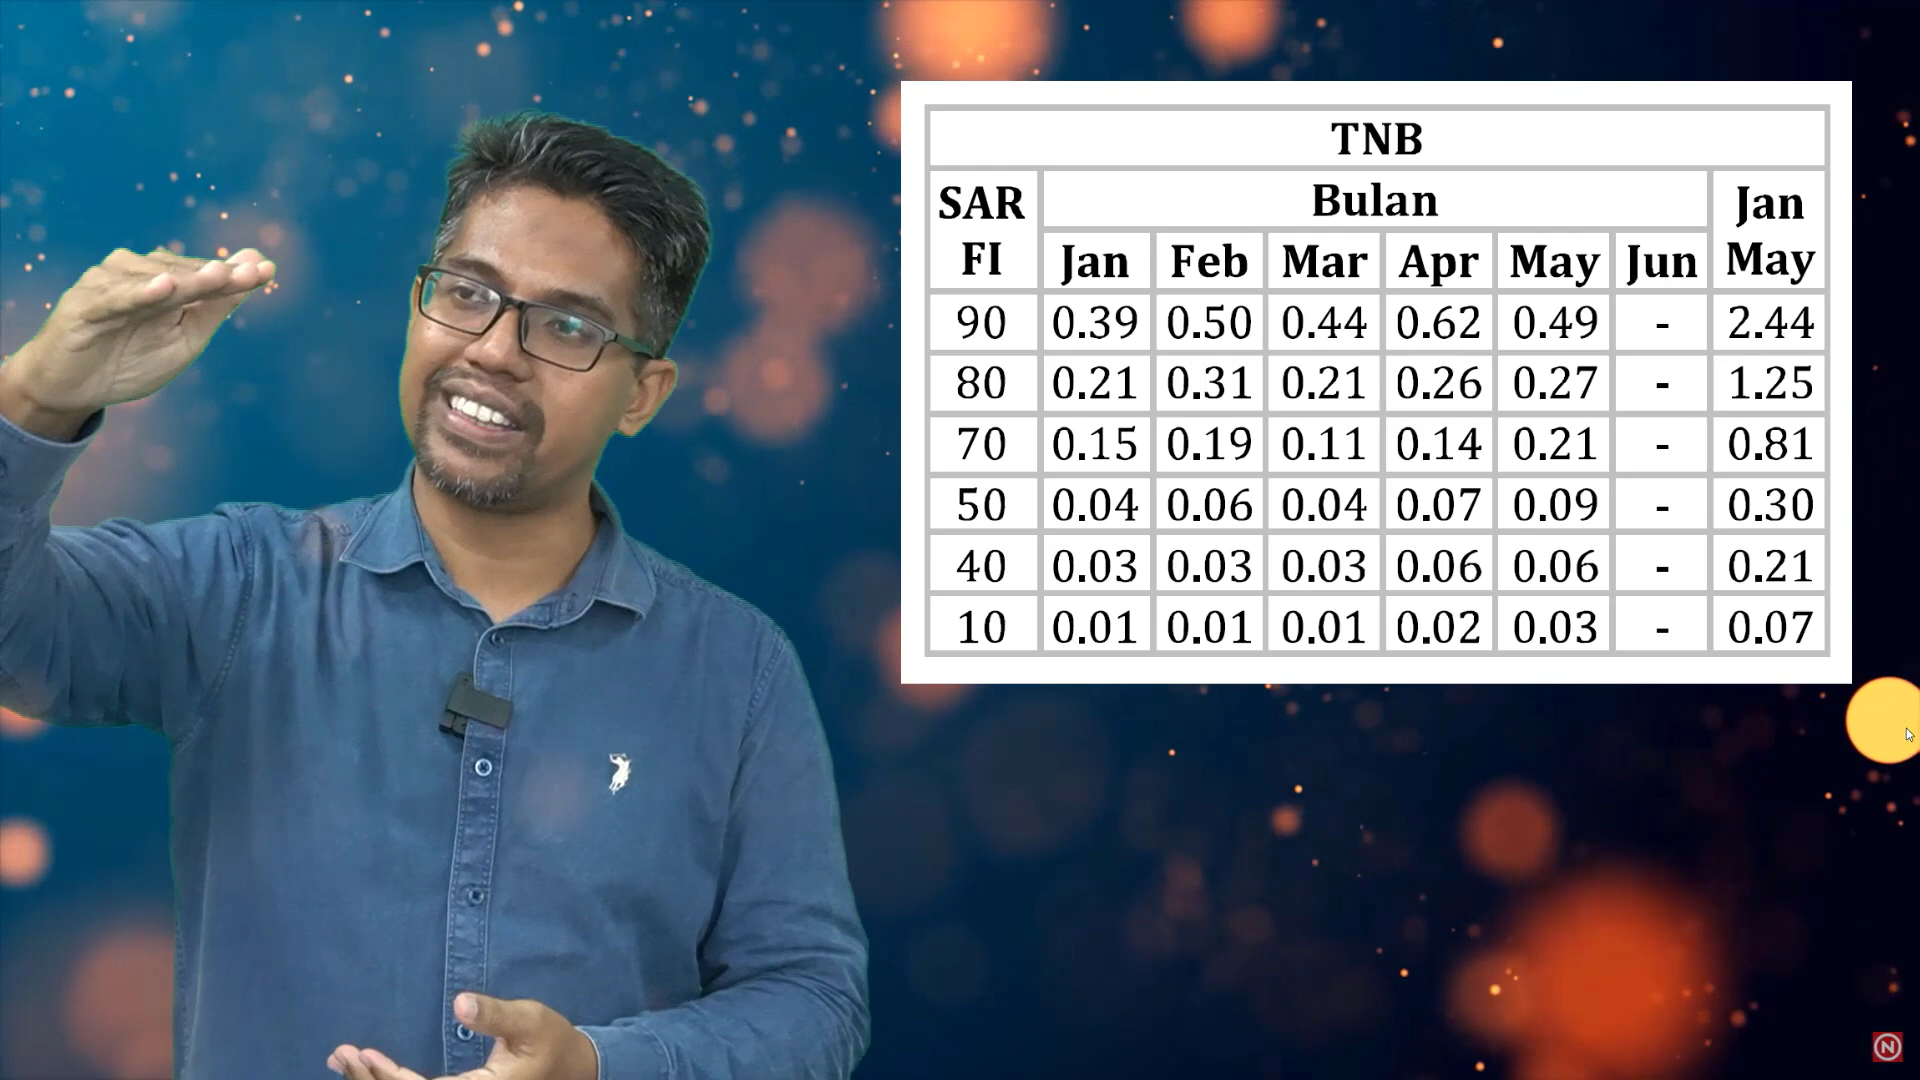 TNB
SAR FI Bulan Jan May
Jan Feb Mar Apr May Jun
90 0.39 0.50 0.44 0.62 0.49 - 2.44
80 0.21 0.31 0.21 0.26 0.27 - 1.25
70 0.15 0.19 0.11 0.14 0.21 - 0.81
50 0.04 0.06 0.04 0.07 0.09 - 0.30
40 0.03 0.03 0.03 0.06 0.06 - 0.21
10 0.01 0.01 0.01 0.02 0.03 - 0.07
N